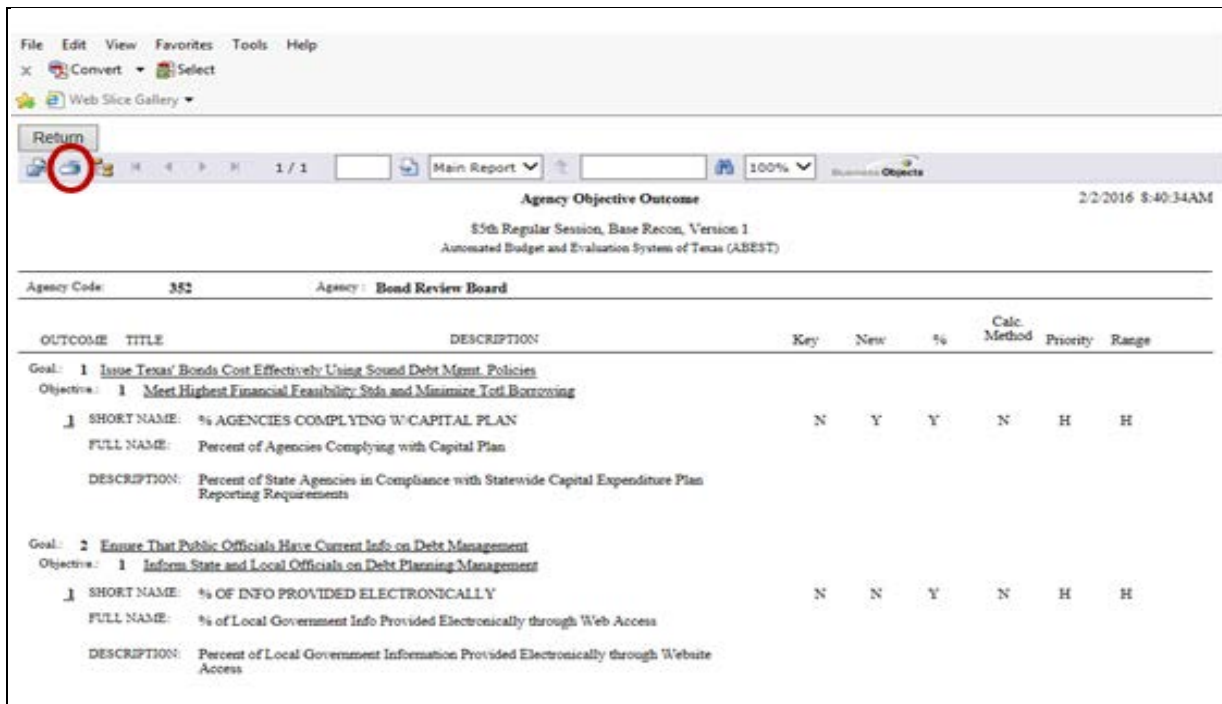 File Edit View Favorites Tools Help
x Convert Select
Web Slice Gallery
Return
1 / 1 Main Report 100% Business Objects
Agency Objective Outcome 2/2/2016 8:40:34AM
85th Regular Session, Base Recon, Version 1
Automated Budget and Evaluation System of Texas (ABEST)
Agency Code: 352 Agency: Bond Review Board
OUTCOME TITLE DESCRIPTION Key New % Calc. Method Priority Range
Goal.: 1 Issue Texas' Bonds Cost Effectively Using Sound Debt Mgmt. Policies
Objective.: 1 Meet Highest Financial Feasibility Stds and Minimize Totl Borrowing
1 SHORT NAME: % AGENCIES COMPLYING W/CAPITAL PLAN N Y Y N H H
FULL NAME: Percent of Agencies Complying with Capital Plan
DESCRIPTION: Percent of State Agencies in Compliance with Statewide Capital Expenditure Plan
Reporting Requirements
Goal.: 2 Ensure That Public Officials Have Current Info on Debt Management
Objective.: 1 Inform State and Local Officials on Debt Planning/Management
1 SHORT NAME: % OF INFO PROVIDED ELECTRONICALLY N N Y N H H
FULL NAME: % of Local Government Info Provided Electronically through Web Access
DESCRIPTION: Percent of Local Government Information Provided Electronically through Website
Access